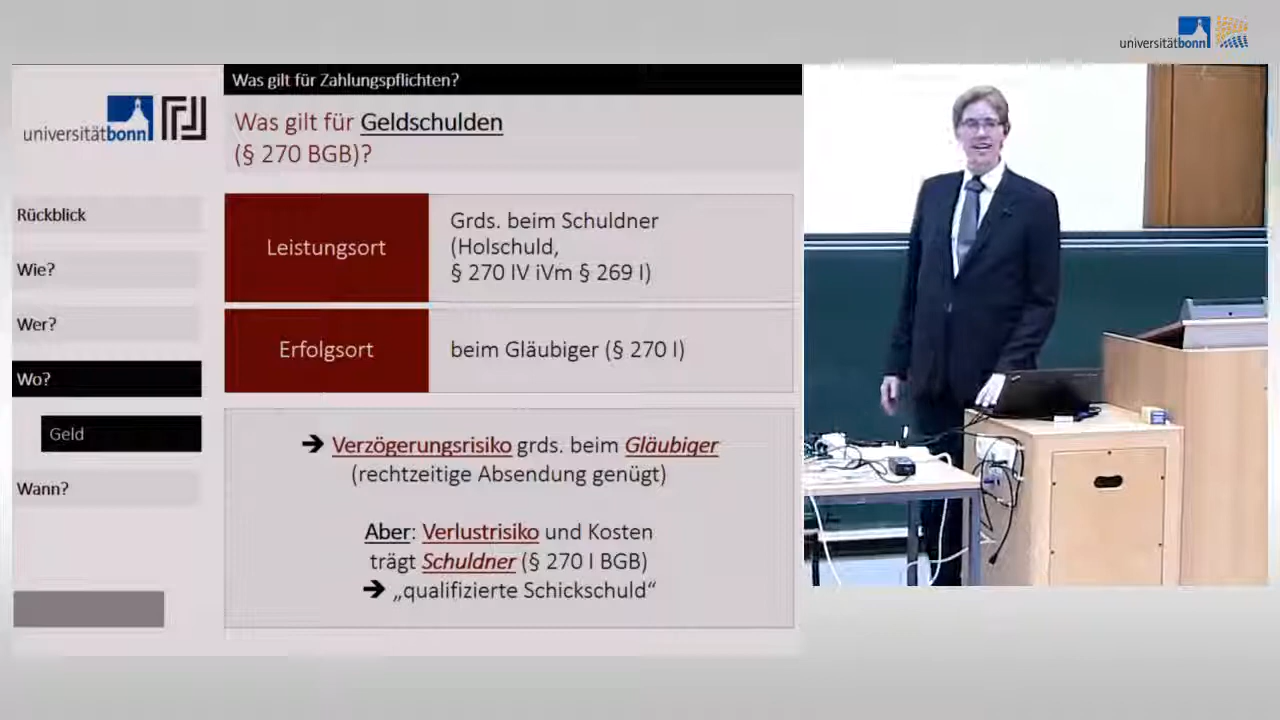 universitätbonn
Was gilt für Zahlungspflichten?
universitätbonn
Was gilt für Geldschulden
(§ 270 BGB)?
Rückblick
Wie?
Wer?
Wo?
Geld
Wann?
Leistungsort
Grds. beim Schuldner
(Holschuld,
§ 270 IV iVm § 269 I)
Erfolgsort
beim Gläubiger (§ 270 I)
➔ Verzögerungsrisiko grds. beim Gläubiger
(rechtzeitige Absendung genügt)
Aber: Verlustrisiko und Kosten
trägt Schuldner (§ 270 I BGB)
➔ „qualifizierte Schickschuld“